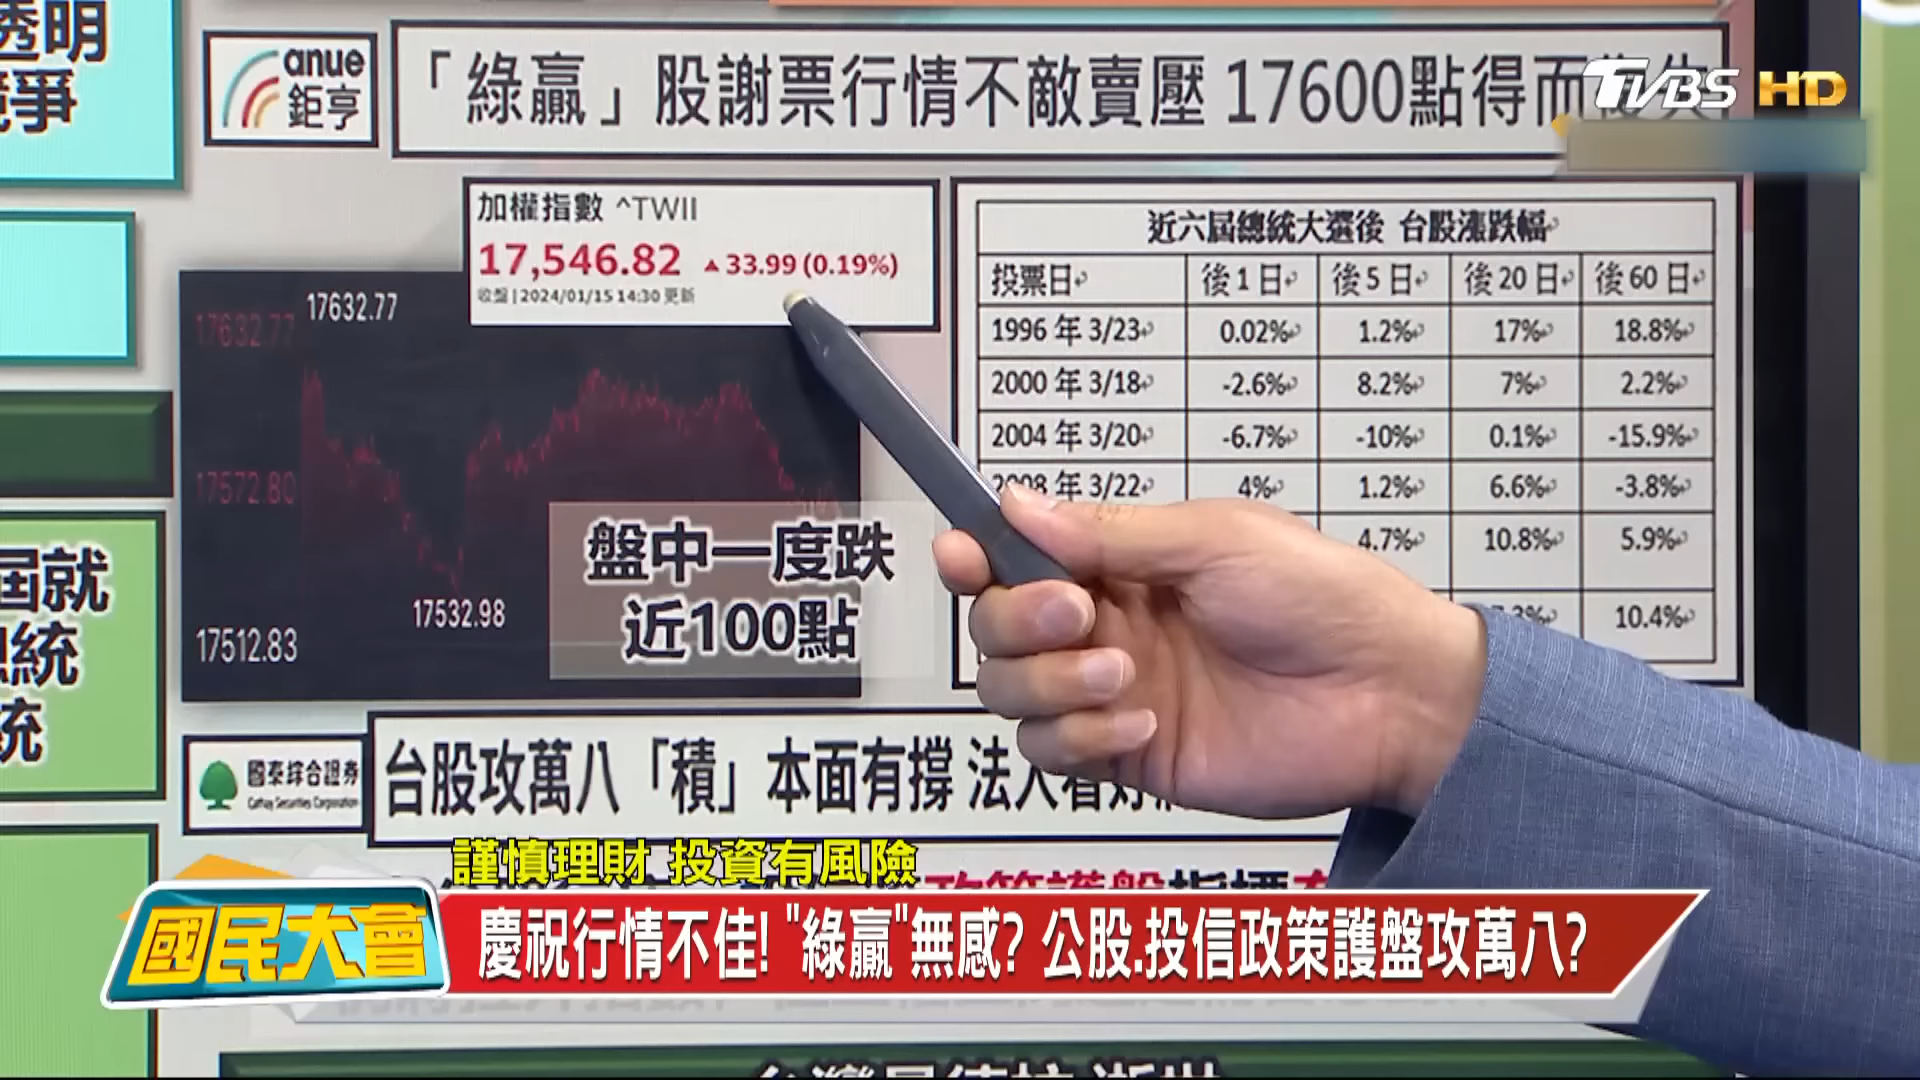 透明
競爭
anue
鉅亨
「綠贏」股謝票行情不敵賣壓 17600點得而
TVBS HD
加權指數 ^TWII
17,546.82 ▲33.99 (0.19%)
收盤 | 2024/01/15 14:30 更新
17632.77
17632.77
17572.80
17532.98
17512.83
盤中一度跌
近100點
近六屆總統大選後 台股漲跌幅
投票日 後1日 後5日 後20日 後60日
1996年3/23 0.02% 1.2% 17% 18.8%
2000年3/18 -2.6% 8.2% 7% 2.2%
2004年3/20 -6.7% -10% 0.1% -15.9%
2008年3/22 4% 1.2% 6.6% -3.8%
4.7% 10.8% 5.9%
10.4%
屆就
總統
統
國泰綜合證券
Cathay Securities Corporation
台股攻萬八「積」本面有撐 法人看好
謹慎理財 投資有風險
國民大會
慶祝行情不佳! "綠贏"無感? 公股.投信政策護盤攻萬八?